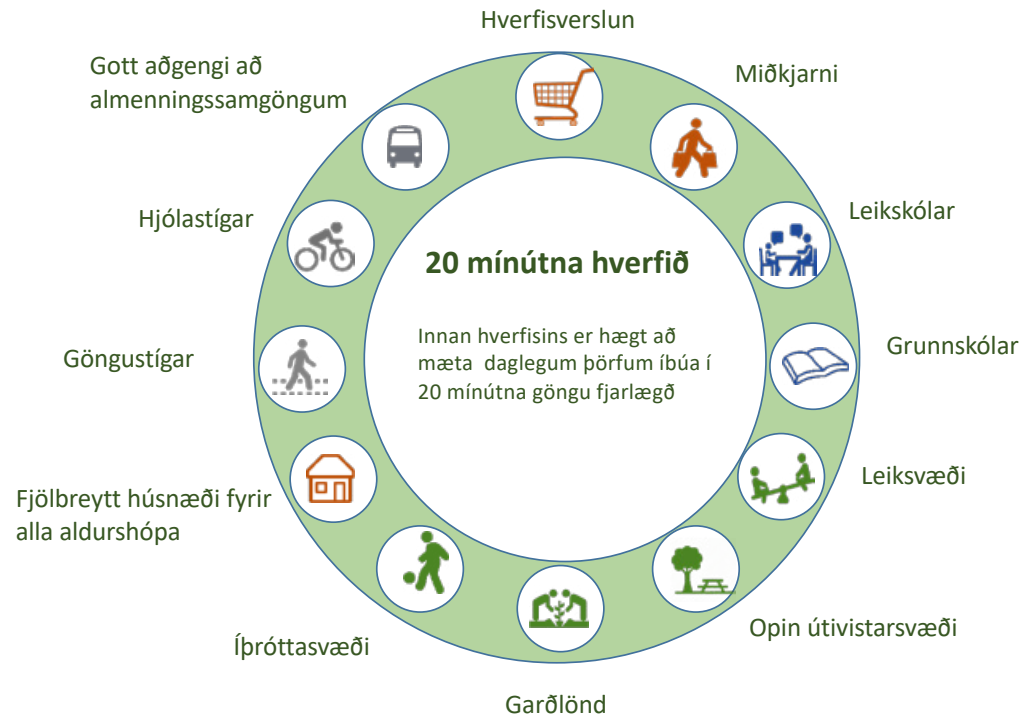 Hverfisverslun
Miðkjarni
Leikskólar
Grunnskólar
Leiksvæði
Opin útivistarsvæði
Garðlönd
Íþróttasvæði
Fjölbreytt húsnæði fyrir
alla aldurshópa
Göngustígar
Hjólastígar
Gott aðgengi að
almenningssamgöngum
20 mínútna hverfið
Innan hverfisins er hægt að
mæta daglegum þörfum íbúa í
20 mínútna göngu fjarlægð